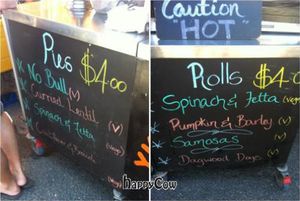 Pies $4.00
No Bull (V)
Curried Lentil (V)
Spinach & Fetta (veg)
(V)
Caution
"HOT"
Rolls $4
Spinach & Fetta (veg)
Pumpkin & Barley (V)
Samosas
Dagwood Dogs (V)
happyCow